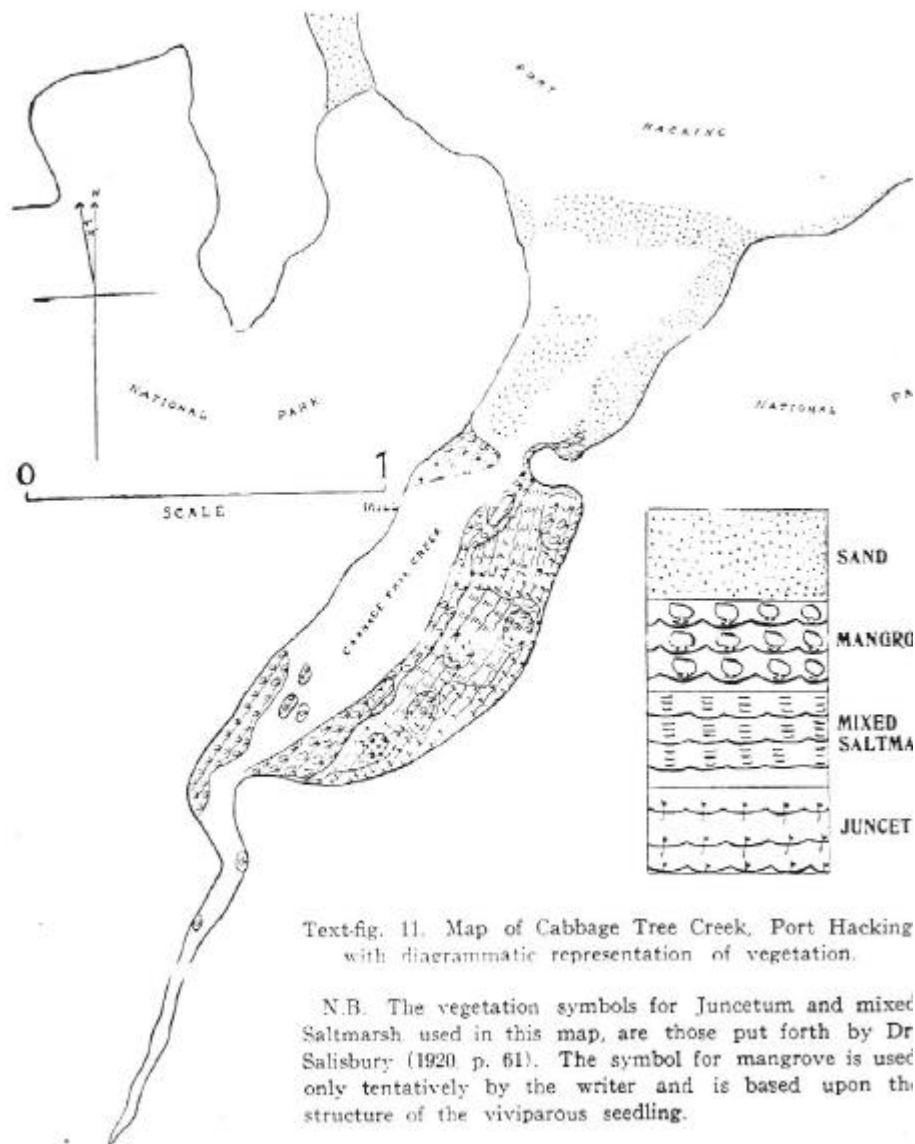 PORT
HACKING
N
NATIONAL PARK
NATIONAL PA
0 1
SCALE MILE
SAND
MANGRO
MIXED
SALTMA
JUNCET
Text-fig. 11. Map of Cabbage Tree Creek, Port Hacking
with diagrammatic representation of vegetation.
N.B. The vegetation symbols for Juncetum and mixed
Saltmarsh used in this map, are those put forth by Dr
Salisbury (1920, p. 61). The symbol for mangrove is used
only tentatively by the writer and is based upon the
structure of the viviparous seedling.